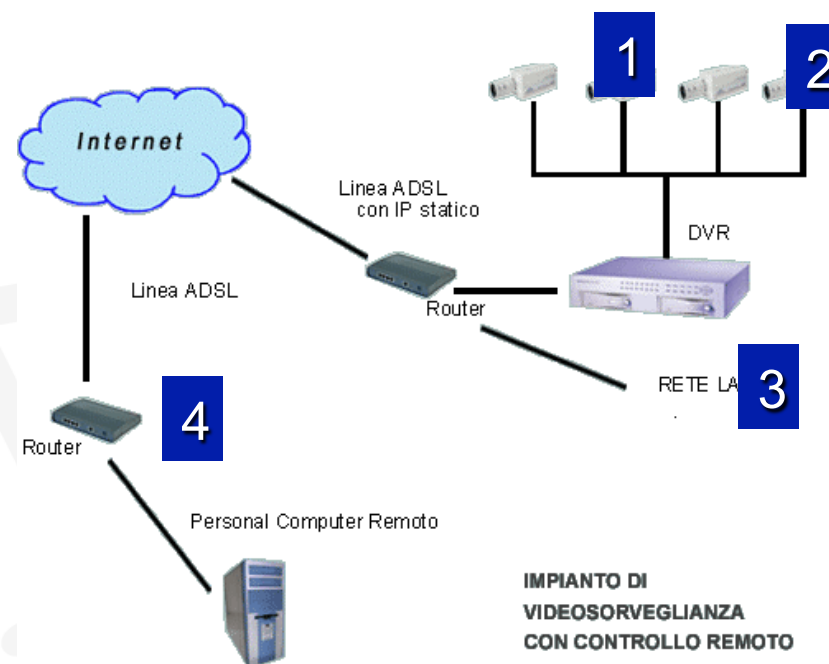 1
2
Internet
Linea ADSL
con IP statico
DVR
Linea ADSL
Router
RETE
3
4
Router
Personal Computer Remoto
IMPIANTO DI
VIDEOSORVEGLIANZA
CON CONTROLLO REMOTO